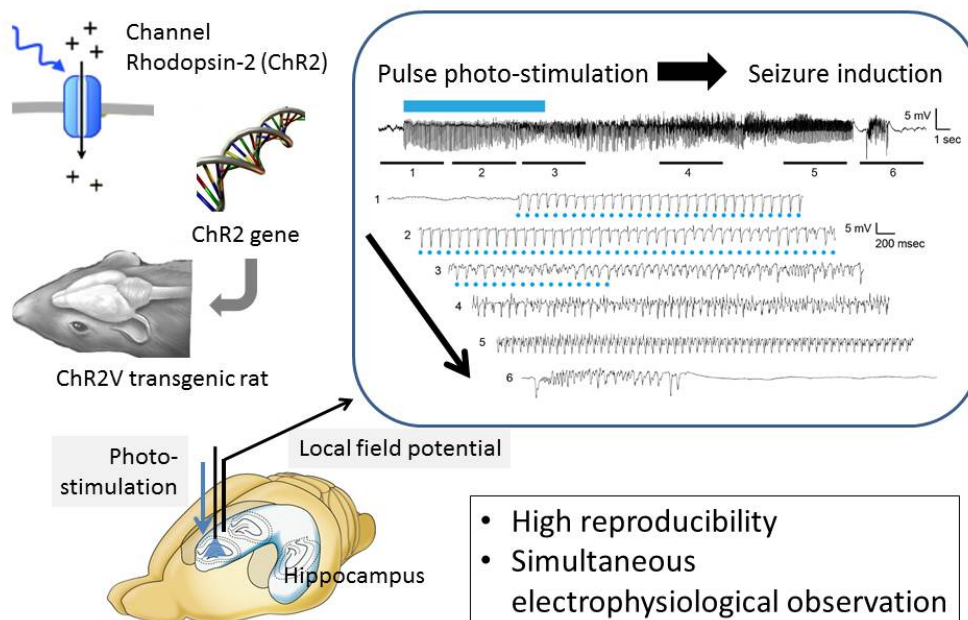 Channel
Rhodopsin-2 (ChR2)
ChR2 gene
ChR2V transgenic rat
Pulse photo-stimulation
Seizure induction
5 mV
1 sec
1
2
3
4
5
6
1
2
5 mV
200 msec
3
4
5
6
Photo-
stimulation
Local field potential
Hippocampus
• High reproducibility
• Simultaneous
electrophysiological observation